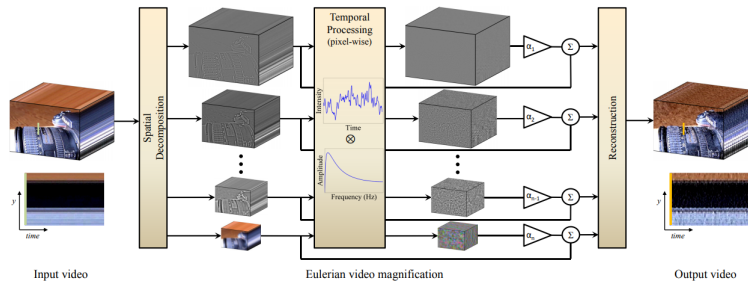 Spatial
Decomposition
Temporal
Processing
(pixel-wise)
Intensity
Time
⊗
Amplitude
Frequency (Hz)
α1
Σ
α2
Σ
αn-1
Σ
αn
Σ
Reconstruction
y
time
y
time
Input video
Eulerian video magnification
Output video